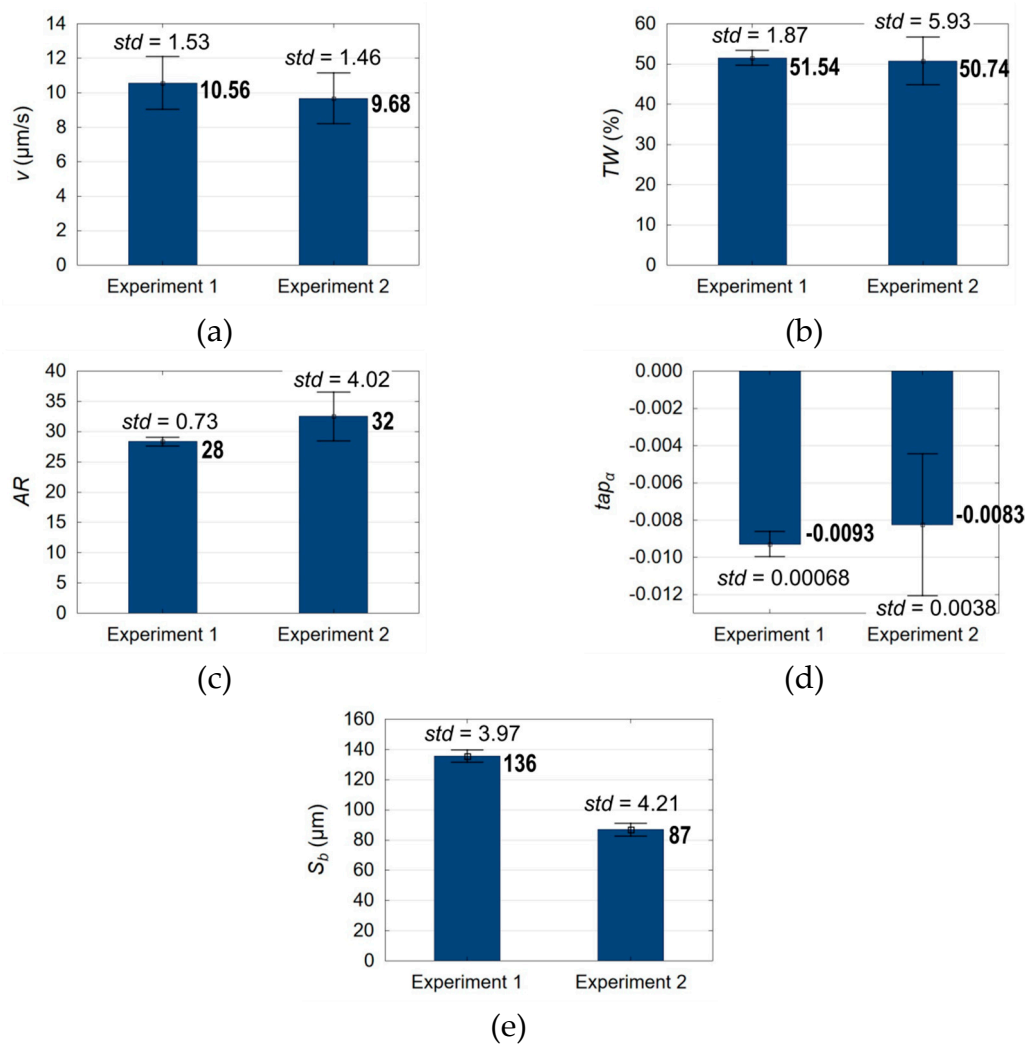 14
12
10
8
6
4
2
0
v (μm/s)
std = 1.53
10.56
std = 1.46
9.68
Experiment 1
Experiment 2
(a)
60
50
40
30
20
10
0
TW (%)
std = 1.87
51.54
std = 5.93
50.74
Experiment 1
Experiment 2
(b)
40
35
30
25
20
15
10
5
0
AR
std = 0.73
28
std = 4.02
32
Experiment 1
Experiment 2
(c)
0.000
-0.002
-0.004
-0.006
-0.008
-0.010
-0.012
tapα
-0.0093
std = 0.00068
-0.0083
std = 0.0038
Experiment 1
Experiment 2
(d)
160
140
120
100
80
60
40
20
0
Sb (μm)
std = 3.97
136
std = 4.21
87
Experiment 1
Experiment 2
(e)